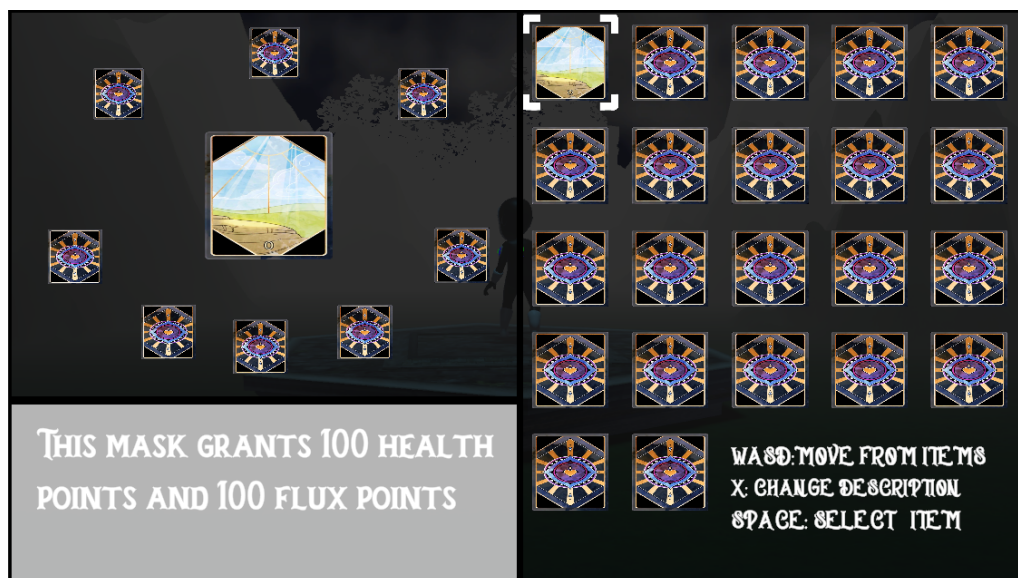 This mask grants 100 health
points and 100 flux points
WASD: MOVE FROM ITEMS
X: CHANGE DESCRIPTION
SPACE: SELECT ITEM